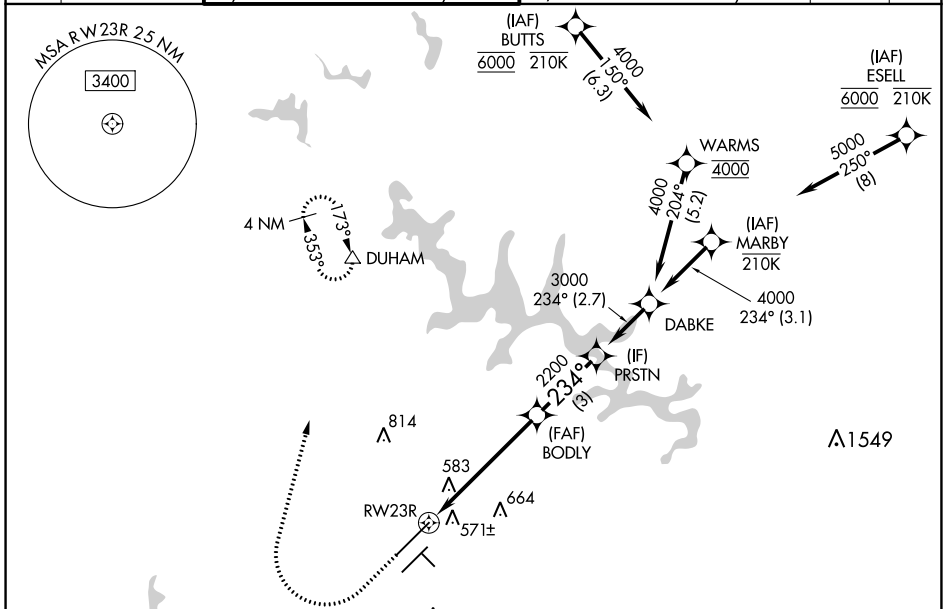 MSA RW23R 25 NM
3400
(IAF)
BUTTS
6000 210K
4000
150°
(6.3)
(IAF)
ESELL
6000 210K
5000
250°
(8)
WARMS
4000
4000
204°
(5.2)
(IAF)
MARBY
210K
4000
234° (3.1)
4 NM
353°
173°
DUHAM
3000
234° (2.7)
DABKE
(IF)
PRSTN
2200
234°
(3)
(FAF)
BODLY
814
1549
583
664
RW23R
571±